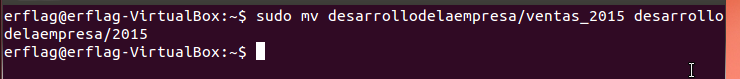 erflag@erflag-VirtualBox:~$ sudo mv desarrollodelaempresa/ventas_2015 desarrollo
delaempresa/2015
erflag@erflag-VirtualBox:~$